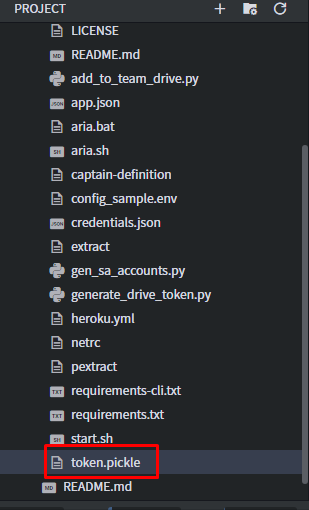 PROJECT
LICENSE
README.md
add_to_team_drive.py
app.json
aria.bat
aria.sh
captain-definition
config_sample.env
credentials.json
extract
gen_sa_accounts.py
generate_drive_token.py
heroku.yml
netrc
pextract
requirements-cli.txt
requirements.txt
start.sh
token.pickle
README.md